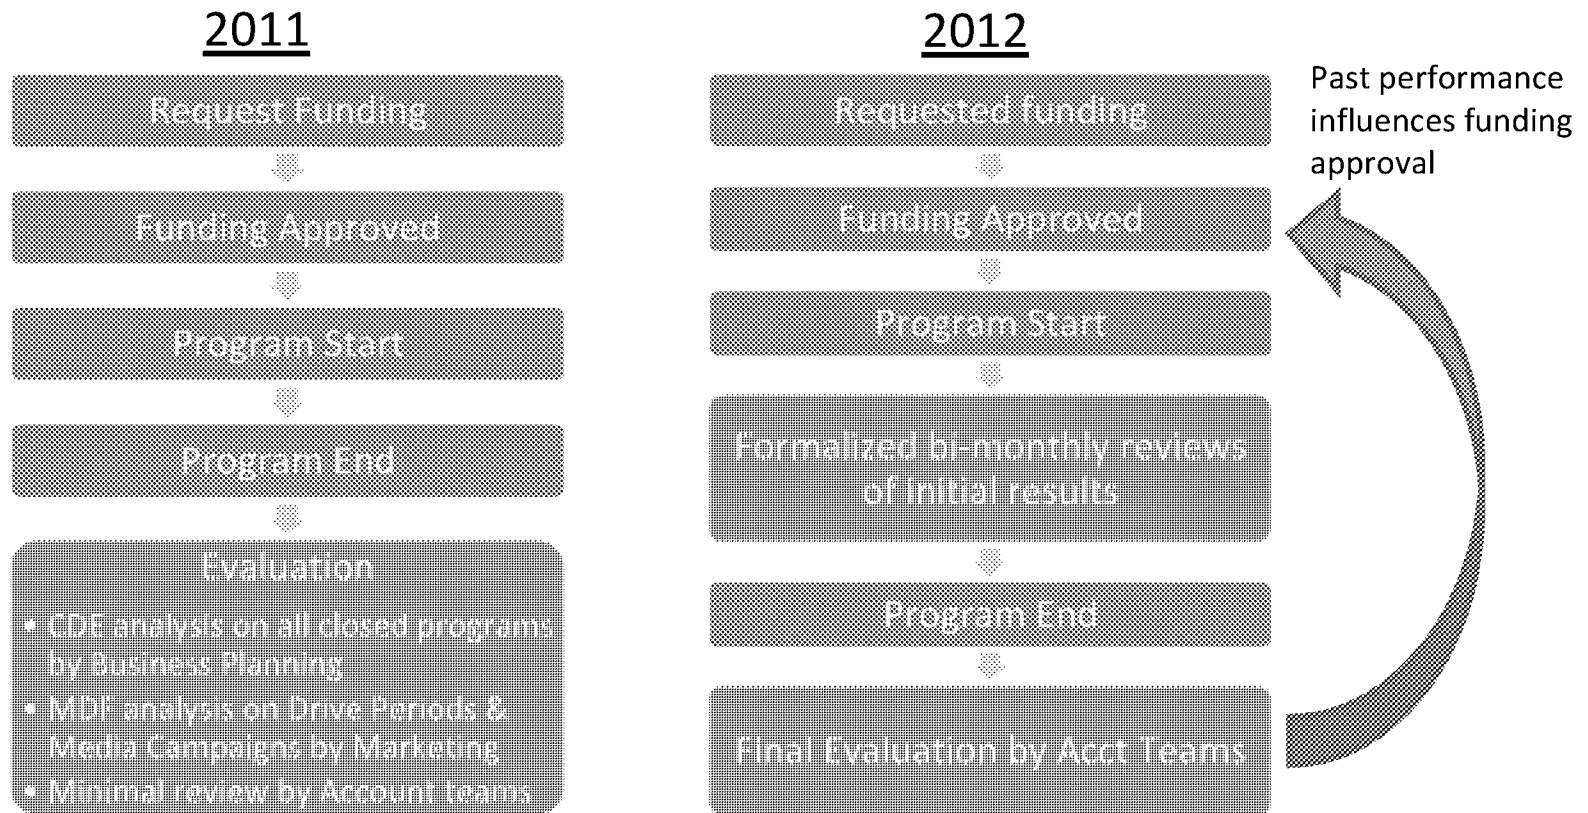 2011
Request Funding
Funding Approved
Program Start
Program End
Evaluation
• CDE analysis on all closed programs
by Business Planning
• MDF analysis on Drive Periods &
Media Campaigns by Marketing
• Minimal review by Account teams
2012
Requested funding
Funding Approved
Program Start
Formalized bi-monthly reviews
of initial results
Program End
Final Evaluation by Acct Teams
Past performance
influences funding
approval